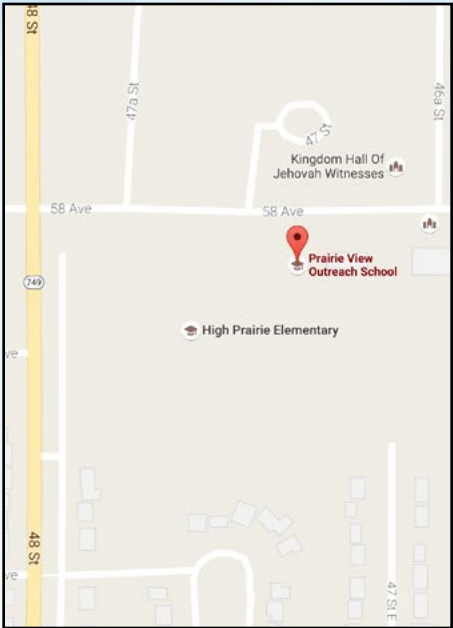 48 St
47a St
46a St
47 St
Kingdom Hall Of
Jehovah Witnesses
58 Ave
58 Ave
Prairie View
Outreach School
749
High Prairie Elementary
ve
48 St
ve
47 St E